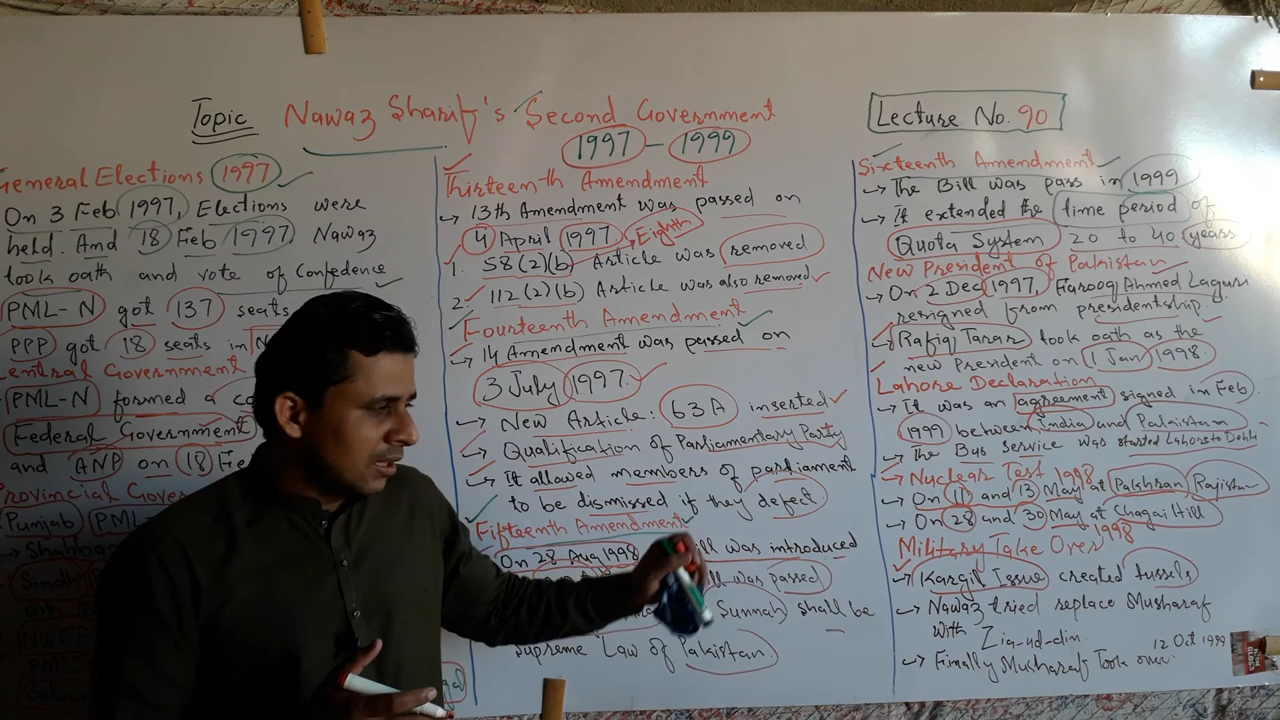 Topic Nawaz Sharif's Second Government
1997 - 1999
Lecture No. 90
General Elections 1997
On 3 Feb 1997, Elections were
held. And 18 Feb 1997 Nawaz
took oath and vote of Confedence
PML-N got 137 seats
PPP got 18 seats in
Central Government
PML-N formed a
Federal Government
and ANP on 18
Punjab PML
Thirteenth Amendment
→ 13th Amendment was passed on
4 April 1997 → Eighth
1. 58(2)(b) Article was removed
2. 112(2)(b) Article was also removed
Fourteenth Amendment
→ 14 Amendment was passed on
3 July 1997.
→ New Article: 63A inserted
→ Qualification of Parliamentary Party
→ It allowed members of parliament
to be dismissed if they defect
Fifteenth Amendment
On 28 Aug 1998 Bill was introduced
Bill was passed
Sunnah shall be
Supreme Law of Pakistan
Sixteenth Amendment
→ The Bill was pass in 1999
→ It extended the time period of
Quota System 20 to 40 years
New President of Pakistan
→ On 2 Dec 1997, Farooq Ahmed Lagari
resigned from presidentship.
→ Rafiq Tarar took oath as the
new President on 1 Jan 1998.
Lahore Declaration
→ It was an agreement signed in Feb
1999 between India and Pakistan
→ The Bus service was started Lahore to Dehli
→ Nuclear Test 1998
→ On 11 and 13 May at Pakhran Rajistan
→ On 28 and 30 May at Chagai Hill
1998
Military Take Over
→ Kargil Issue created tussels
→ Nawaz tried replace Musharaf
with Zia-ud-din.
12 Oct 1999
→ Finally Musharaf Took over.